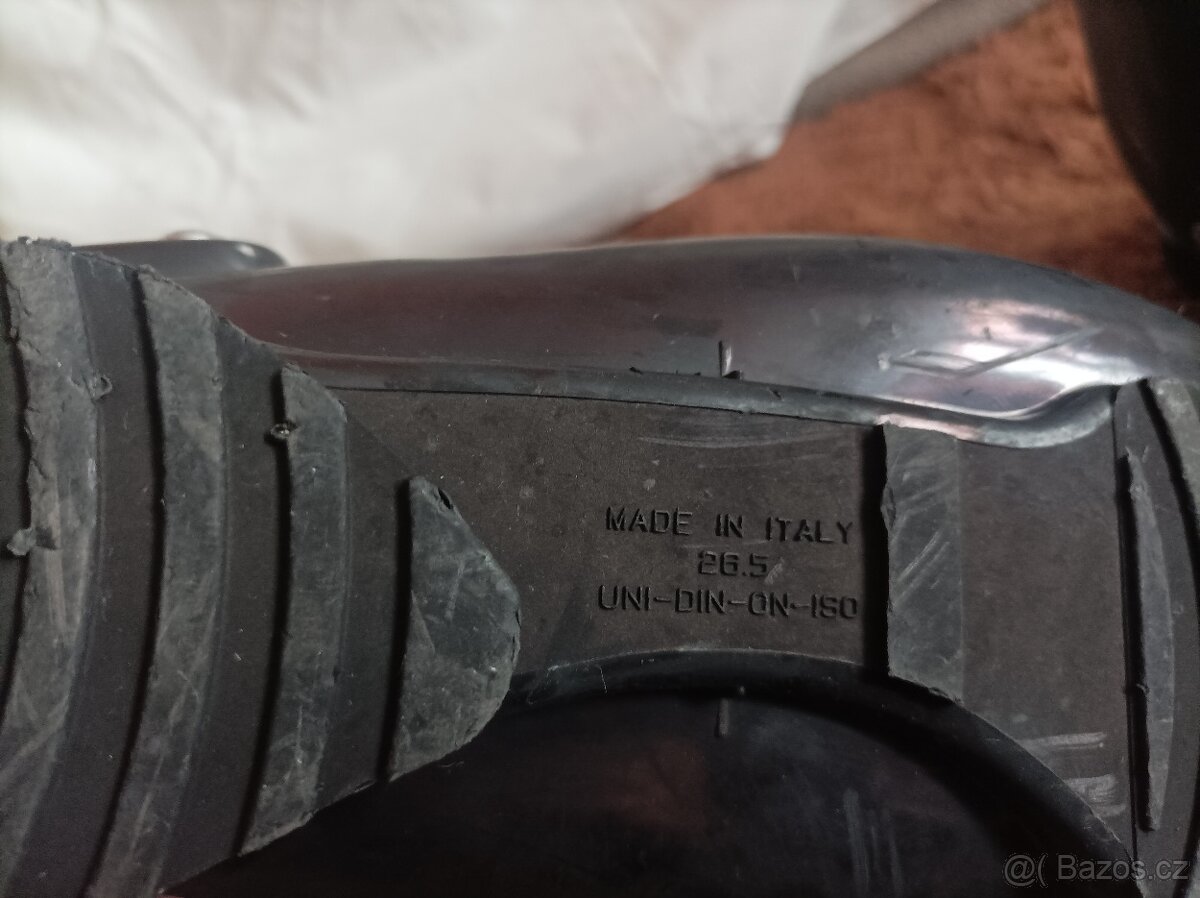 MADE IN ITALY
26.5
UNI-DIN-ON-ISO
@( Bazos.cz